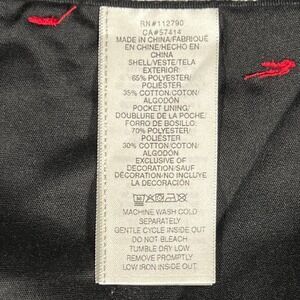 RN#112790
CA#57414
MADE IN CHINA/FABRIQUÉ
EN CHINE/HECHO EN
CHINA
SHELL/VESTE/TELA
EXTERIOR:
65% POLYESTER/
POLIÉSTER
35% COTTON/COTON/
ALGODÓN
POCKET LINING/
DOUBLURE DE LA POCHE/
FORRO DE BOSILLO:
70% POLYESTER/
POLIÉSTER
30% COTTON/COTON/
ALGODÓN
EXCLUSIVE OF
DECORATION/SAUF
DÉCORATION-NO INCLUYE
LA DECORACIÓN
MACHINE WASH COLD
SEPARATELY
GENTLE CYCLE INSIDE OUT
DO NOT BLEACH
TUMBLE DRY LOW
REMOVE PROMPTLY
LOW IRON INSIDE OUT